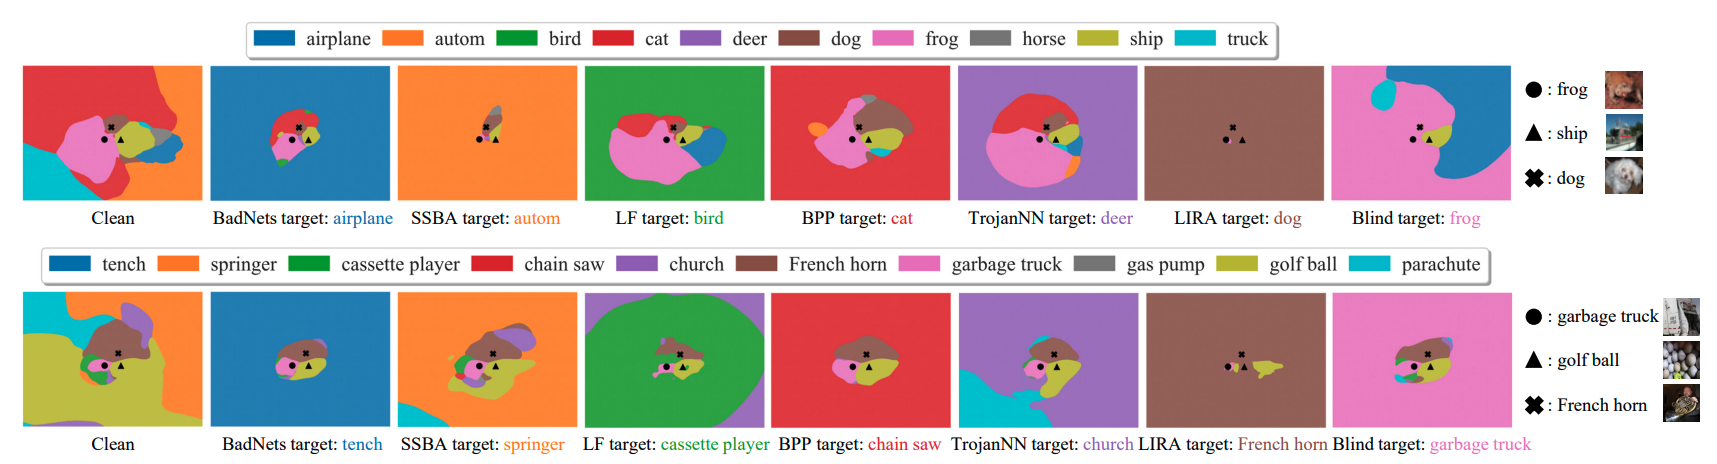 airplane autom bird cat deer dog frog horse ship truck
: frog
: ship
: dog
Clean BadNets target: airplane SSBA target: autom LF target: bird BPP target: cat TrojanNN target: deer LIRA target: dog Blind target: frog
tench springer cassette player chain saw church French horn garbage truck gas pump golf ball parachute
: garbage truck
: golf ball
: French horn
Clean BadNets target: tench SSBA target: springer LF target: cassette player BPP target: chain saw TrojanNN target: church LIRA target: French horn Blind target: garbage truck